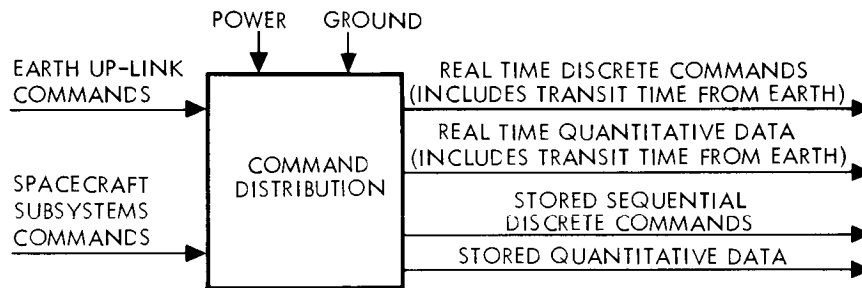 POWER GROUND
EARTH UP-LINK
COMMANDS
SPACECRAFT
SUBSYSTEMS
COMMANDS
COMMAND
DISTRIBUTION
REAL TIME DISCRETE COMMANDS
(INCLUDES TRANSIT TIME FROM EARTH)
REAL TIME QUANTITATIVE DATA
(INCLUDES TRANSIT TIME FROM EARTH)
STORED SEQUENTIAL
DISCRETE COMMANDS
STORED QUANTITATIVE DATA